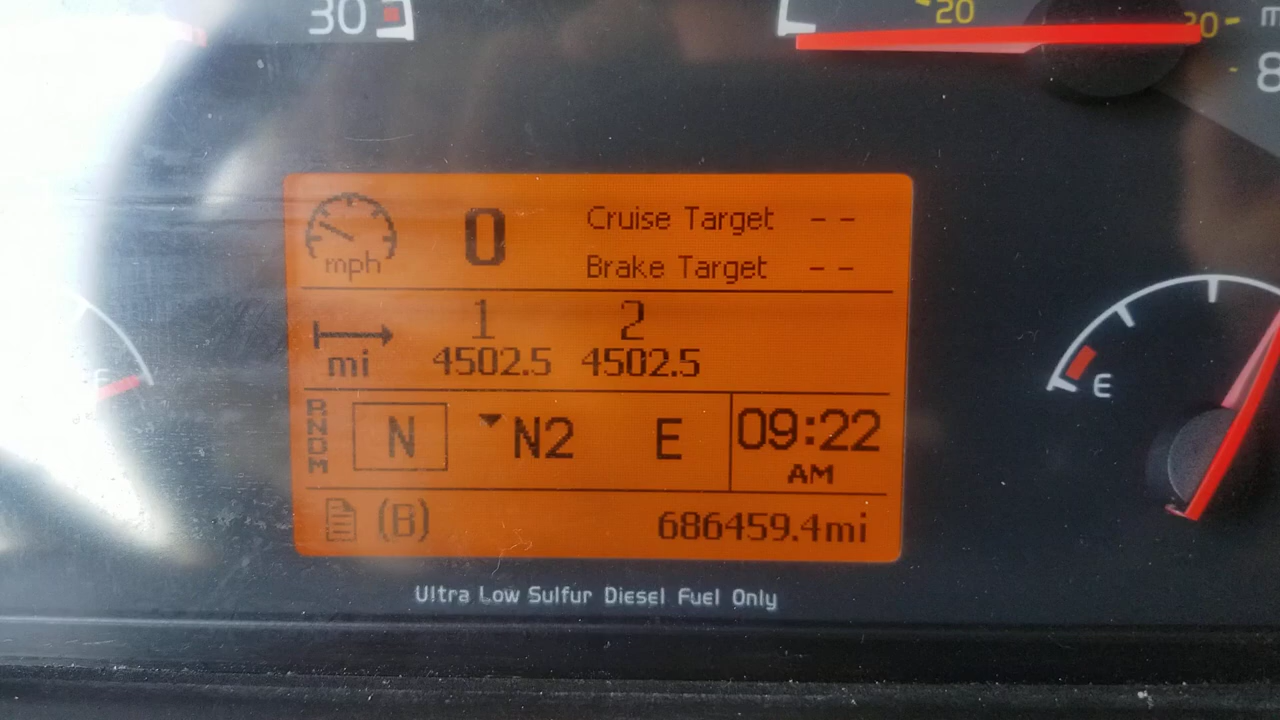 30
20
80
8
mph
0
Cruise Target --
Brake Target --
1 2
mi
4502.5 4502.5
RNDM
N N2 E
09:22
AM
(B)
686459.4mi
E
Ultra Low Sulfur Diesel Fuel Only